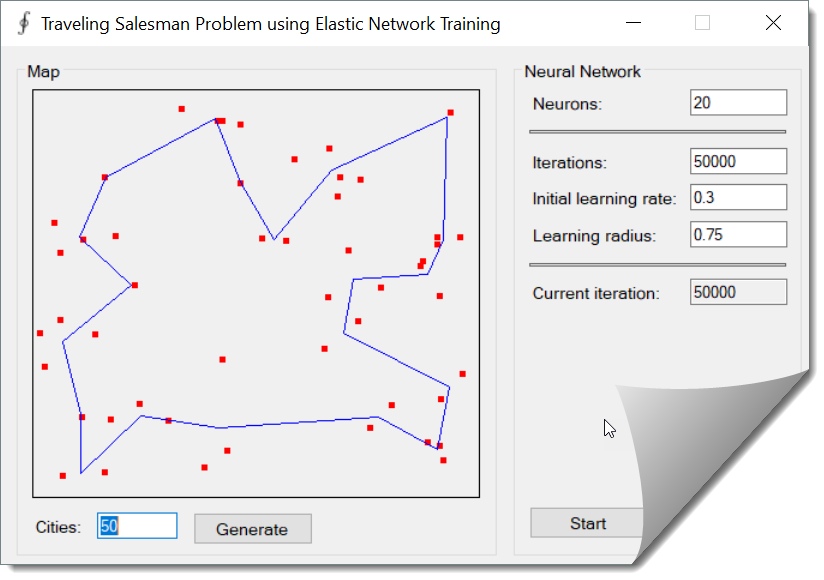 Traveling Salesman Problem using Elastic Network Training
Map
Cities: 50 Generate
Neural Network
Neurons: 20
Iterations: 50000
Initial learning rate: 0.3
Learning radius: 0.75
Current iteration: 50000
Start